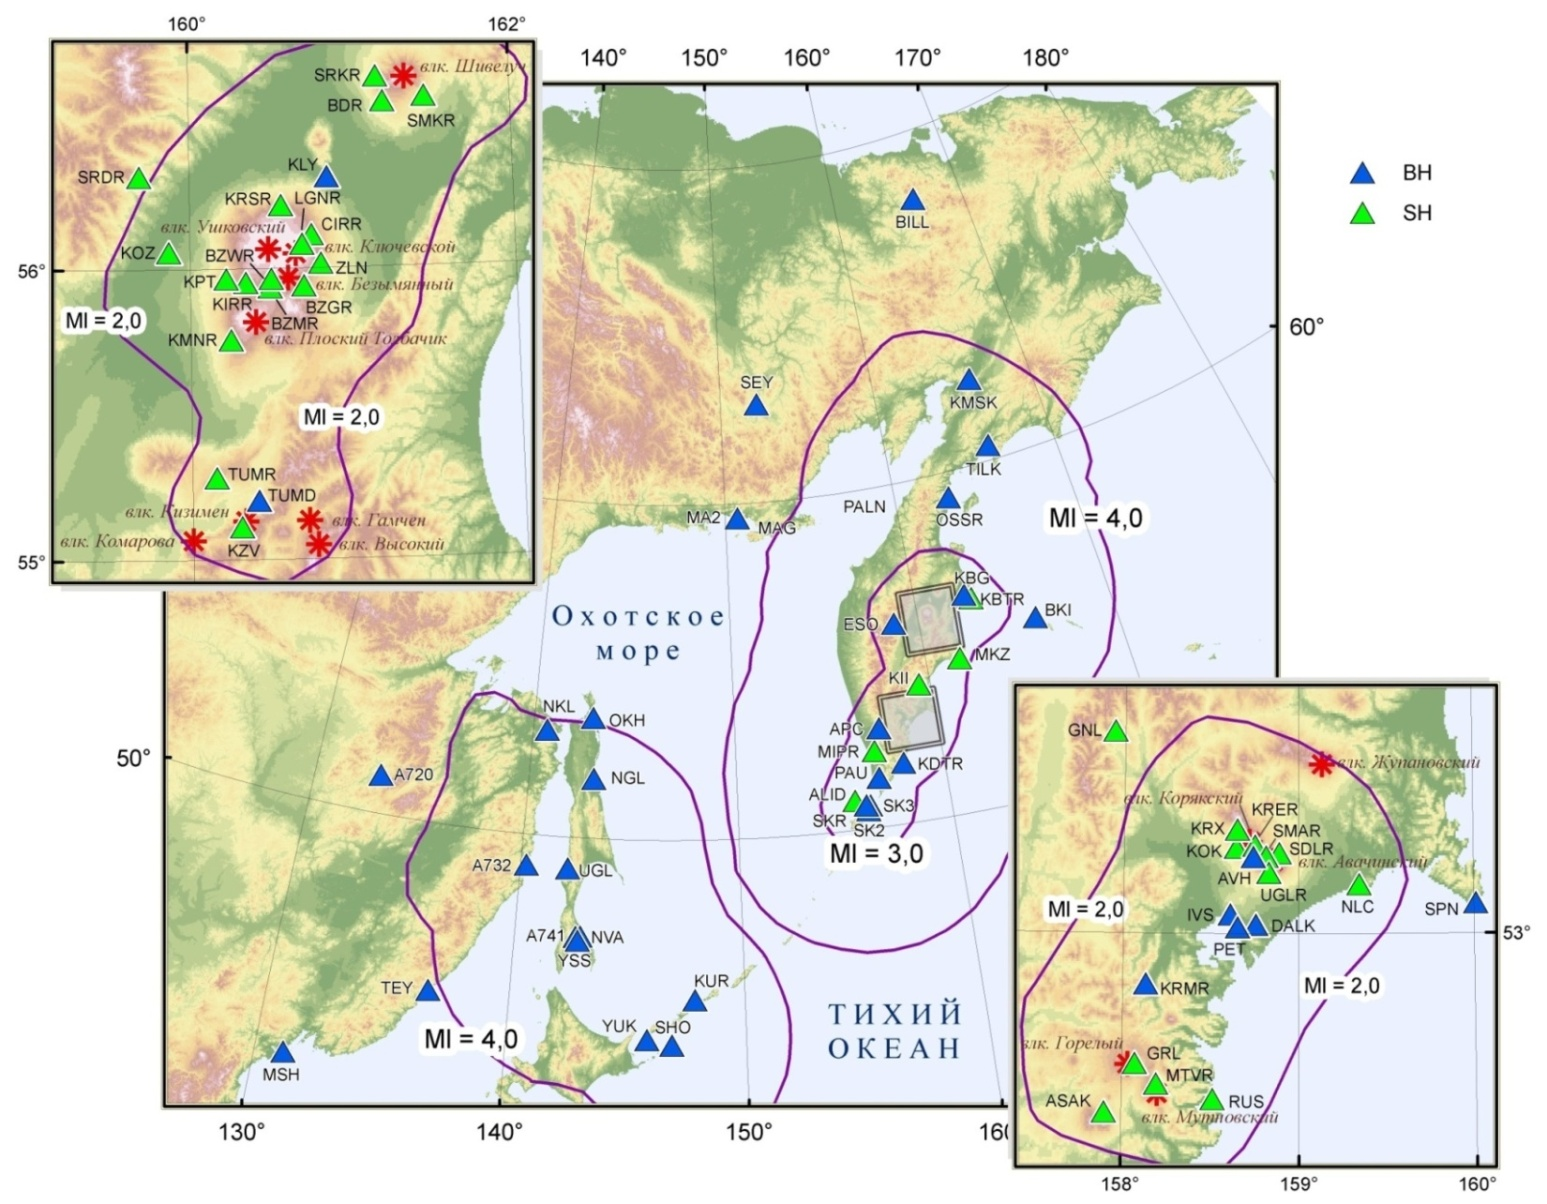 160°
162°
SRKR
влк. Шивелуч
BDR
SMKR
KLY
SRDR
KRSR
LGNR
CIRR
влк. Ушковский
влк. Ключевской
KOZ
BZWR
ZLN
56°
KPT
влк. Безымянный
KIRR
BZGR
MI = 2,0
BZMR
KMNR
влк. Плоский Толбачик
MI = 2,0
TUMR
TUMD
влк. Кизимен
влк. Гамчен
влк. Комарова
влк. Высокий
KZV
55°
140°
150°
160°
170°
180°
BH
SH
BILL
60°
SEY
KMSK
TILK
PALN
OSSR
MA2
MAG
MI = 4,0
KBG
KBTR
BKI
ESO
Охотское
море
MKZ
KII
NKL
OKH
APC
MIPR
50°
A720
NGL
PAU
KDTR
ALID
SK3
SKR
SK2
MI = 3,0
A732
UGL
A741
NVA
YSS
TEY
KUR
YUK
SHO
MI = 4,0
MSH
ТИХИЙ
ОКЕАН
130°
140°
150°
GNL
влк. Жупановский
влк. Корякский
KRER
KRX
SMAR
KOK
SDLR
влк. Авачинский
AVH
UGLR
NLC
MI = 2,0
IVS
SPN
DALK
PET
53°
KRMR
MI = 2,0
влк. Горелый
GRL
MTVR
ASAK
RUS
влк. Мутновский
158°
159°
160°